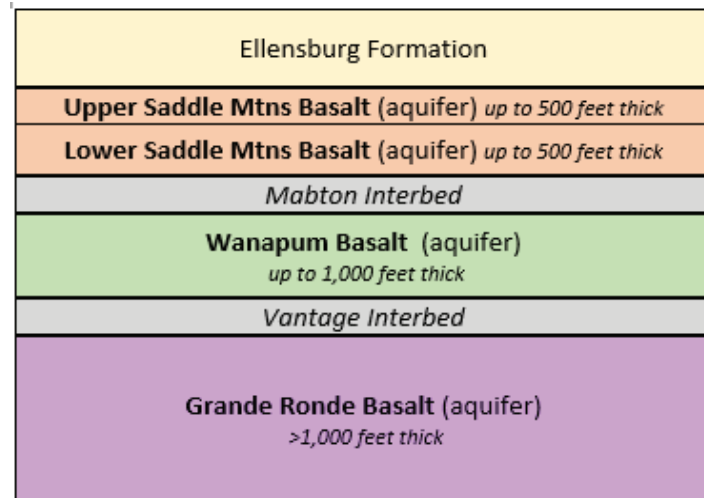 Ellensburg Formation
Upper Saddle Mtns Basalt (aquifer) up to 500 feet thick
Lower Saddle Mtns Basalt (aquifer) up to 500 feet thick
Mabton Interbed
Wanapum Basalt (aquifer)
up to 1,000 feet thick
Vantage Interbed
Grande Ronde Basalt (aquifer)
>1,000 feet thick